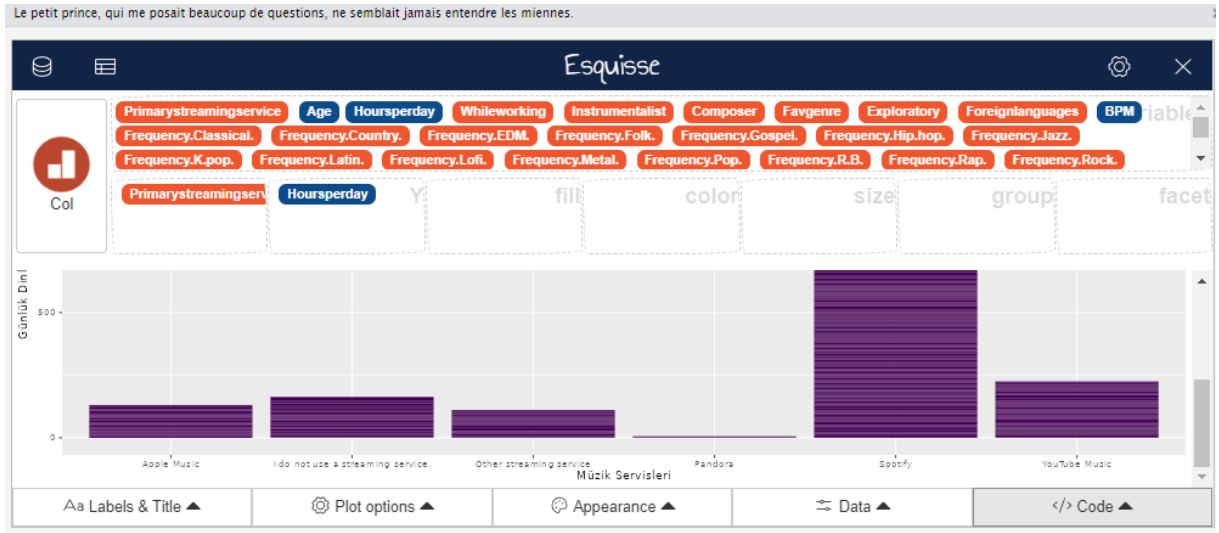 Le petit prince, qui me posait beaucoup de questions, ne semblait jamais entendre les miennes.
Esquisse
Primarystreamingservice Age Hoursperday Whileworking Instrumentalist Composer Favgenre Exploratory Foreignlanguages BPM riable
Frequency.Classical. Frequency.Country. Frequency.EDM. Frequency.Folk. Frequency.Gospel. Frequency.Hip.hop. Frequency.Jazz.
Frequency.K.pop. Frequency.Latin. Frequency.Lofi. Frequency.Metal. Frequency.Pop. Frequency.R.B. Frequency.Rap. Frequency.Rock.
Col
Primarystreamingserv Hoursperday Y fill color size group facet
Günlük Dinl
500
0
Apple Music I do not use a streaming service. Other streaming service Pandora Spotify YouTube Music
Müzik Servisleri
Aa Labels & Title Plot options Appearance Data </> Code